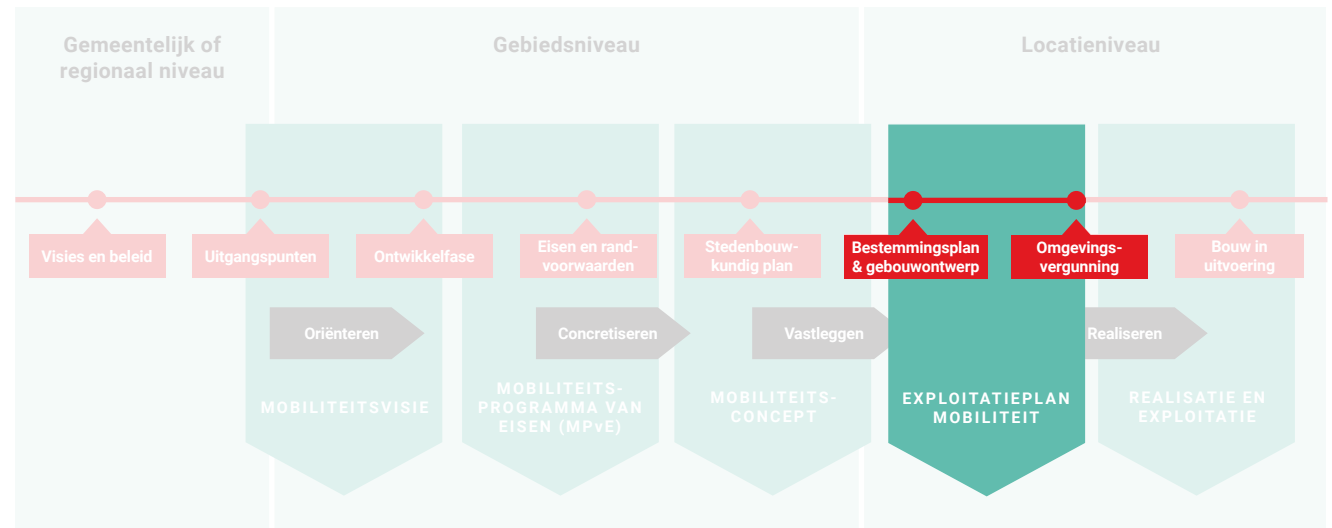 Gemeentelijk of
regionaal niveau
Gebiedsniveau
Locatieniveau
Visies en beleid
Uitgangspunten
Ontwikkelfase
Eisen en rand-
voorwaarden
Stedenbouw-
kundig plan
Bestemmingsplan
& gebouwontwerp
Omgevings-
vergunning
Bouw in
uitvoering
Oriënteren
Concretiseren
Vastleggen
Realiseren
MOBILITEITSVISIE
MOBILITEITS-
PROGRAMMA VAN
EISEN (MPvE)
MOBILITEITS-
CONCEPT
EXPLOITATIEPLAN
MOBILITEIT
REALISATIE EN
EXPLOITATIE